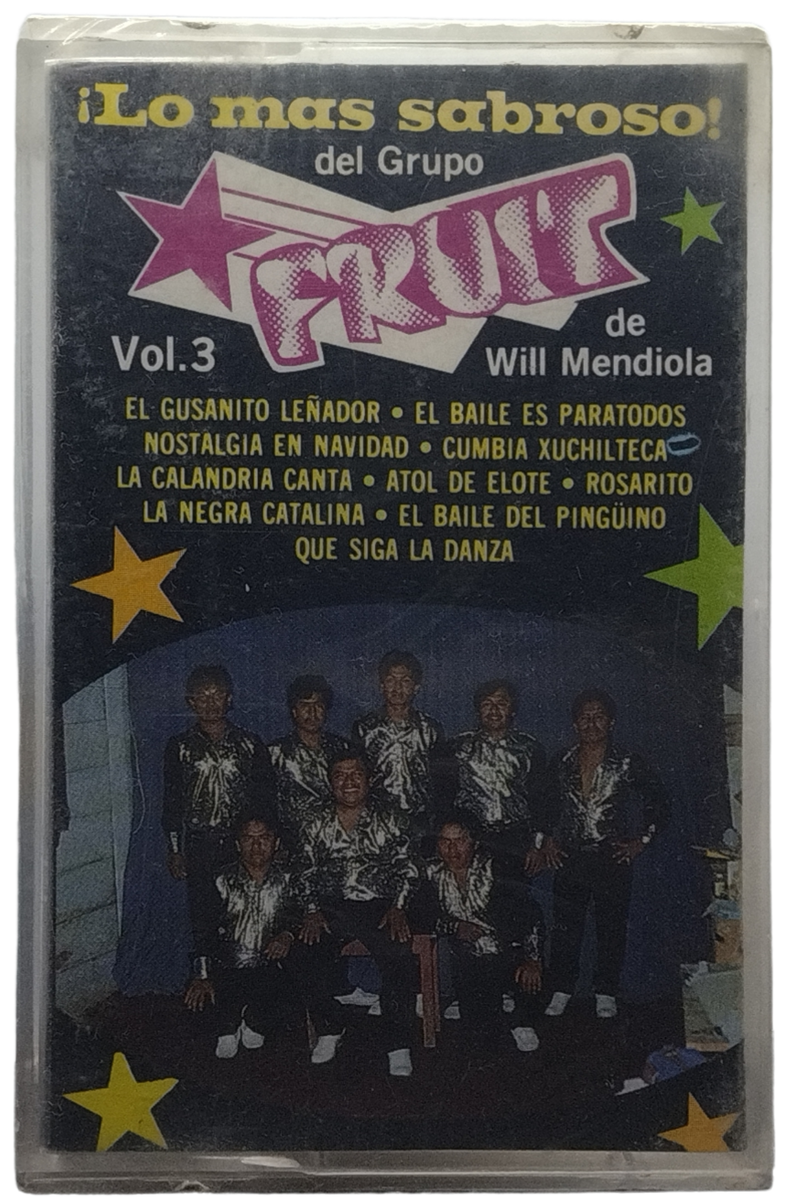 ¡Lo mas sabroso!
del Grupo
FRUIT
de
Vol.3
Will Mendiola
EL GUSANITO LEÑADOR • EL BAILE ES PARATODOS
NOSTALGIA EN NAVIDAD • CUMBIA XUCHILTECA
LA CALANDRIA CANTA • ATOL DE ELOTE • ROSARITO
LA NEGRA CATALINA • EL BAILE DEL PINGÜINO
QUE SIGA LA DANZA